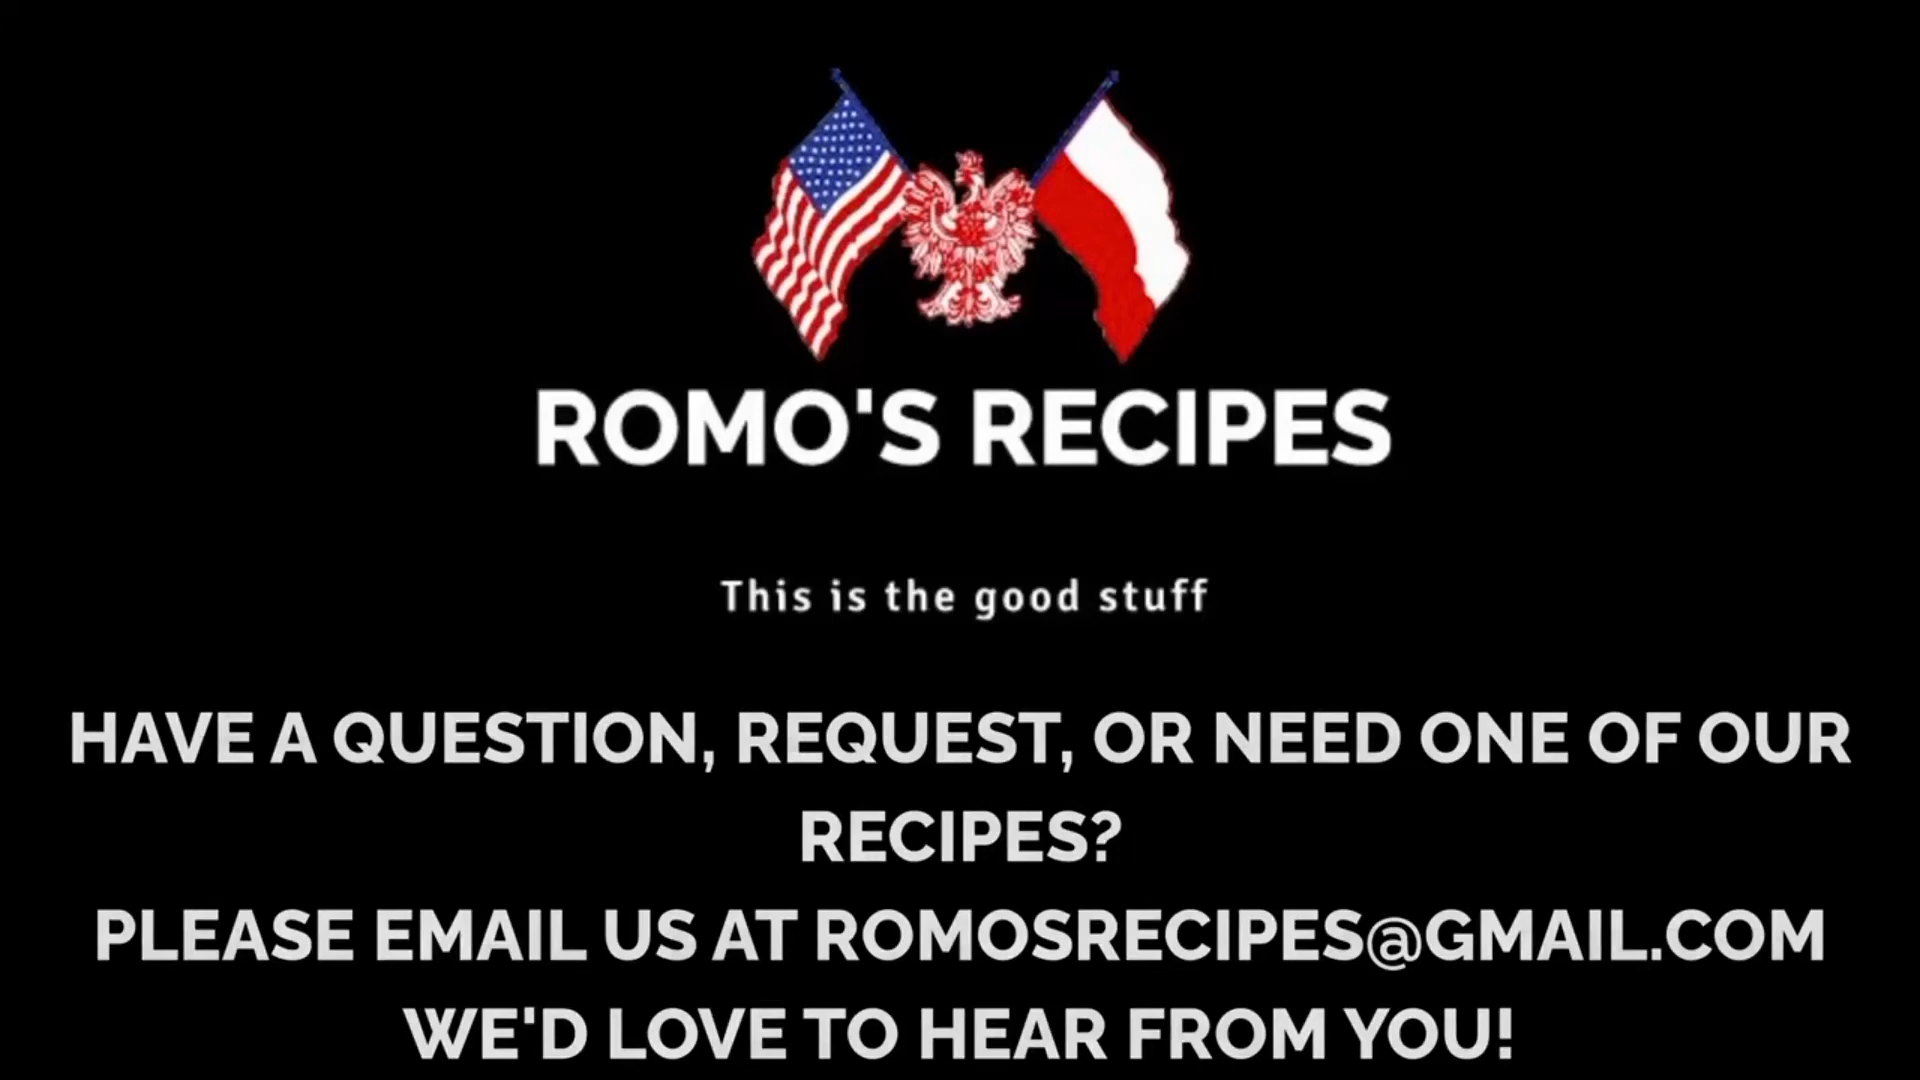 ROMO'S RECIPES
This is the good stuff
HAVE A QUESTION, REQUEST, OR NEED ONE OF OUR
RECIPES?
PLEASE EMAIL US AT ROMOSRECIPES@GMAIL.COM
WE'D LOVE TO HEAR FROM YOU!